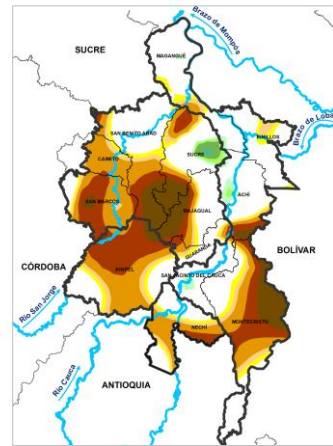 SUCRE
Brazo de Mompós
MAGANGUÉ
Brazo de Loba
SAN BENITO ABAD
PINILLOS
SUCRE
CAIMITO
ACHÍ
SAN MARCOS
MAJAGUAL
BOLÍVAR
GUARANDA
CÓRDOBA
AYAPEL
SAN JACINTO DEL CAUCA
Río San Jorge
MONTECRISTO
NECHÍ
Río Cauca
ANTIOQUIA